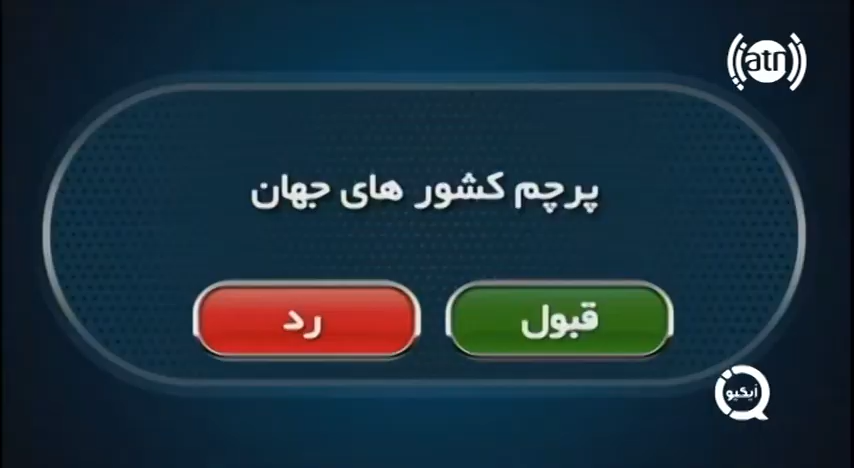 atn
پرچم کشور های جهان
قبول
رد
آیکیو